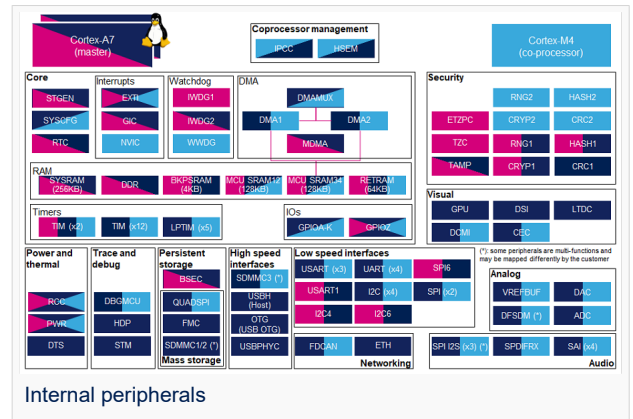 Cortex-A7
(master)
Coprocessor management
IPCC
HSEM
Cortex-M4
(co-processor)
Core
STGEN
SYSCFG
RTC
Interrupts
EXTI
GIC
NVIC
Watchdog
IWDG1
IWDG2
WWDG
DMA
DMAMUX
DMA1
DMA2
MDMA
Security
RNG2
HASH2
ETZPC
CRYP2
CRC2
TZC
RNG1
HASH1
TAMP
CRYP1
CRC1
RAM
SYSRAM
(256KB)
DDR
BKPSRAM
(4KB)
MCU SRAM12
(128KB)
MCU SRAM34
(128KB)
RETRAM
(64KB)
Timers
TIM (x2)
TIM (x12)
LPTIM (x5)
IOs
GPIOA-K
GPIOZ
Visual
GPU
DSI
LTDC
DCMI
CEC
(*): some peripherals are multi-functions and
may be mapped differently by the customer
Power and
thermal
RCC
PWR
DTS
Trace and
debug
DBGMCU
HDP
STM
Persistent
storage
BSEC
QUADSPI
FMC
SDMMC1/2 (*)
Mass storage
High speed
interfaces
SDMMC3 (*)
USBH
(Host)
OTG
(USB OTG)
USBPHYC
Low speed interfaces
USART (x3)
UART (x4)
SPI6
USART1
I2C (x4)
SPI (x2)
I2C4
I2C6
FDCAN
ETH
Networking
Analog
VREFBUF
DAC
DFSDM (*)
ADC
SPI I2S (x3) (*)
SPDIFRX
SAI (x4)
Audio
Internal peripherals